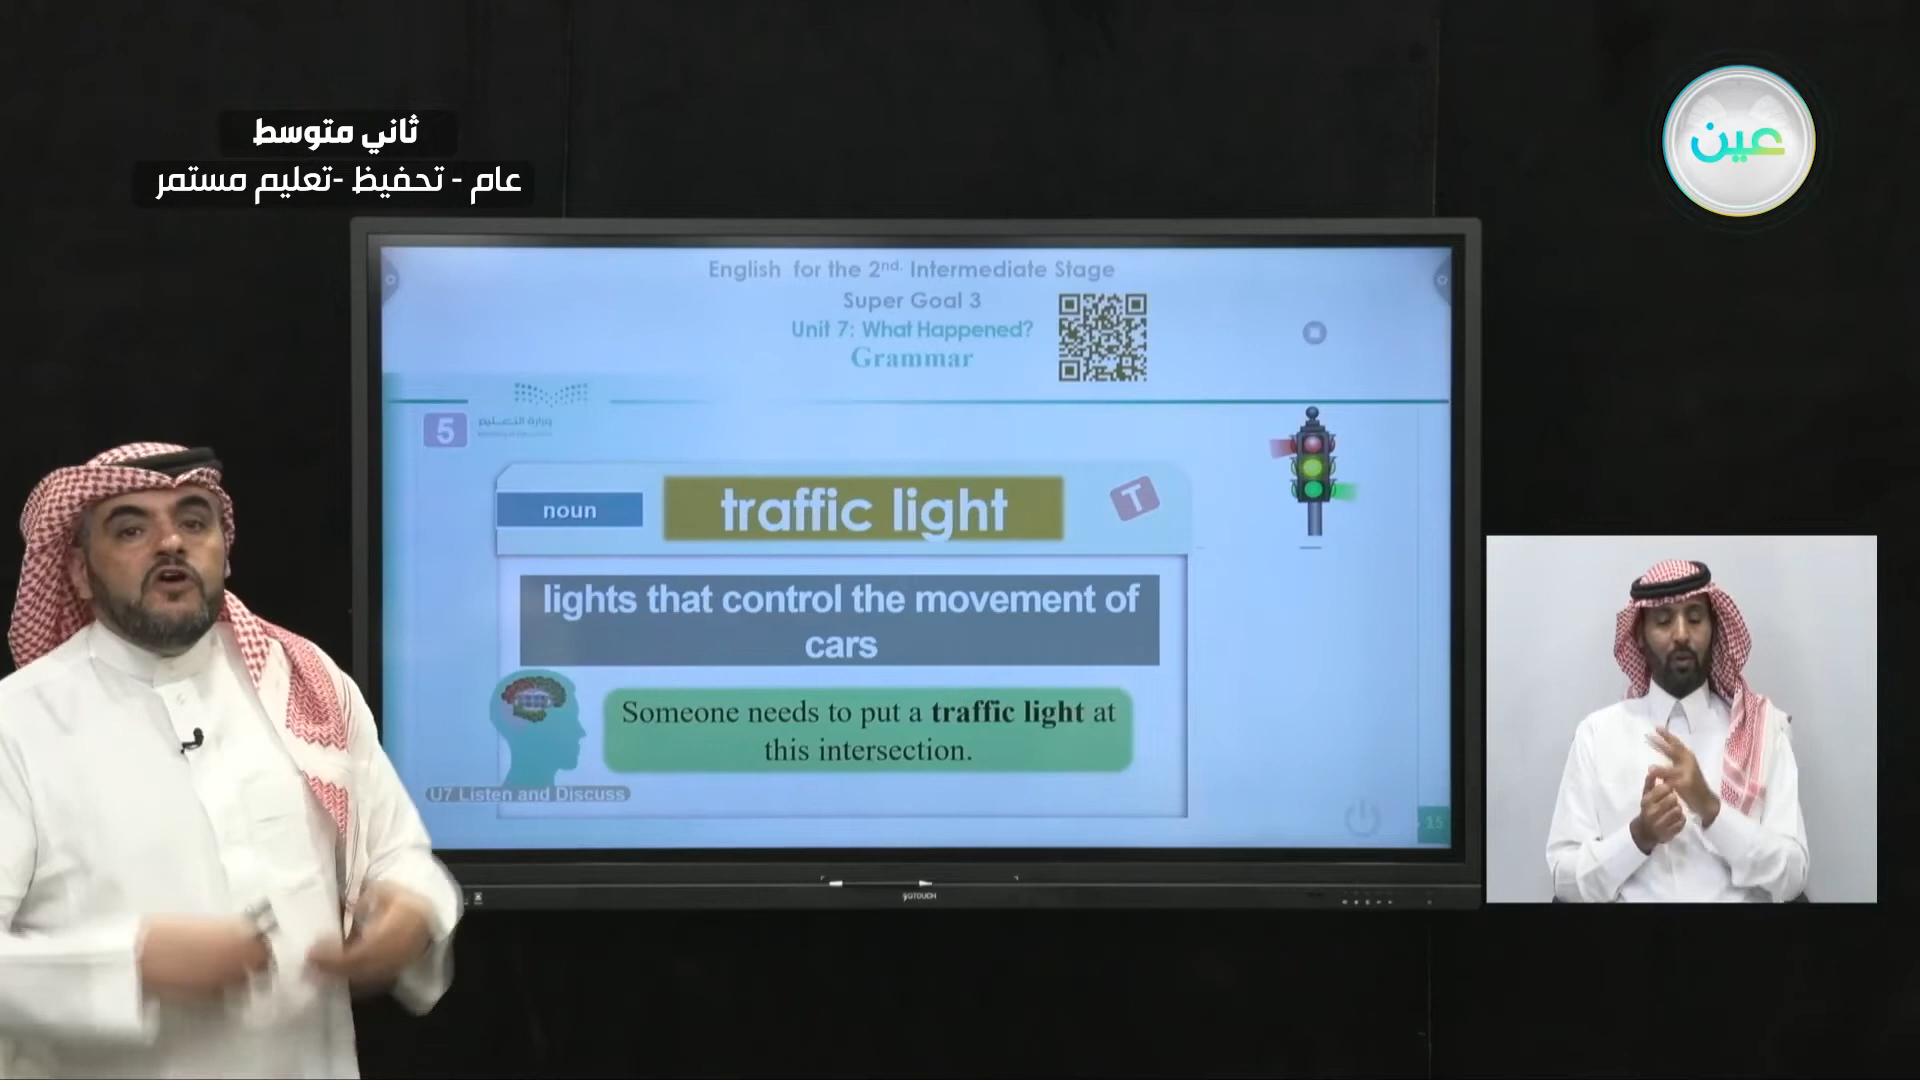 ثاني متوسط
عام - تحفيظ -تعليم مستمر
عين
English for the 2nd. Intermediate Stage
Super Goal 3
Unit 7: What Happened?
Grammar
5
وزارة التعليم
noun
traffic light
T
lights that control the movement of
cars
Someone needs to put a traffic light at
this intersection.
U7 Listen and Discuss
15